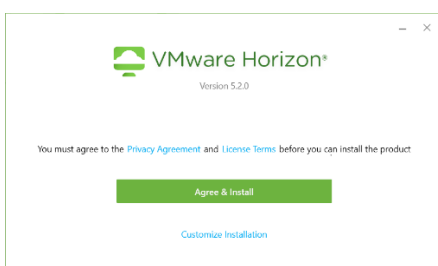 VMware Horizon®
Version 5.2.0
You must agree to the Privacy Agreement and License Terms before you can install the product
Agree & Install
Customize Installation